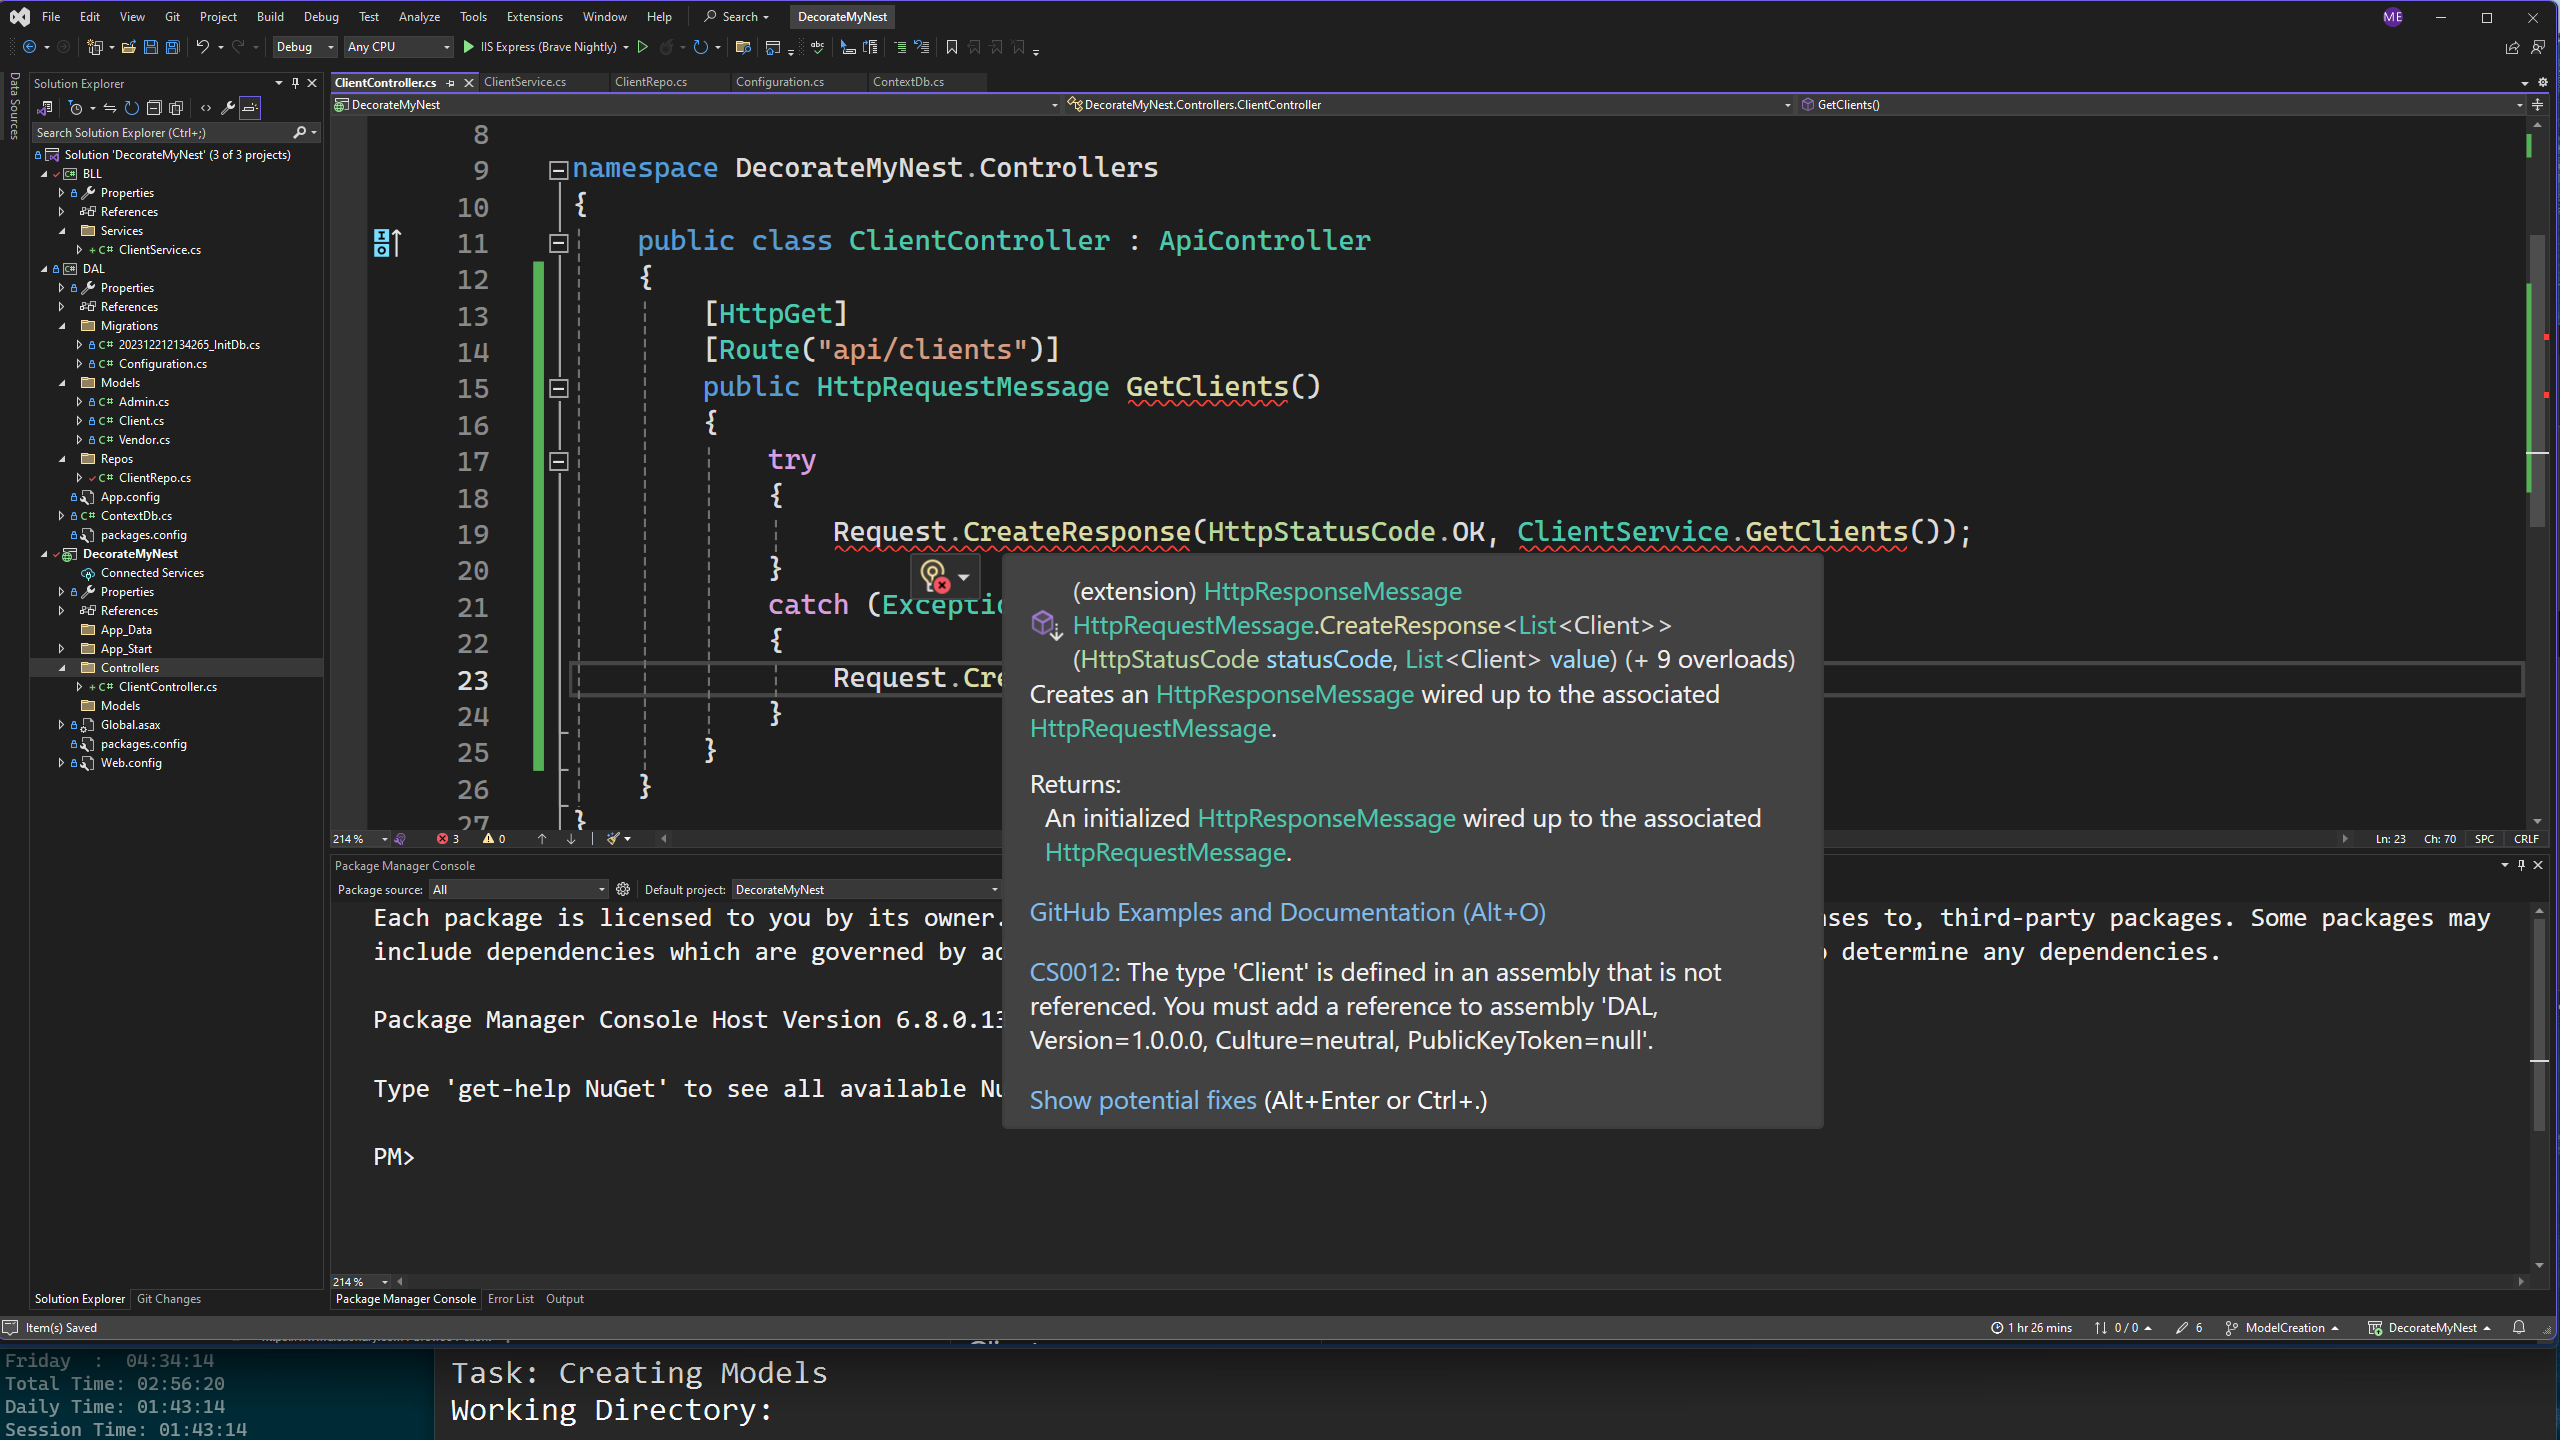 File Edit View Git Project Build Debug Test Analyze Tools Extensions Window Help Search DecorateMyNest ME
Debug Any CPU IIS Express (Brave Nightly)
Data Sources
Solution Explorer
Search Solution Explorer (Ctrl+;)
Solution 'DecorateMyNest' (3 of 3 projects)
BLL
Properties
References
Services
C# ClientService.cs
DAL
Properties
References
Migrations
C# 202312212134265_InitDb.cs
C# Configuration.cs
Models
C# Admin.cs
C# Client.cs
C# Vendor.cs
Repos
C# ClientRepo.cs
App.config
C# ContextDb.cs
packages.config
DecorateMyNest
Connected Services
Properties
References
App_Data
App_Start
Controllers
C# ClientController.cs
Models
Global.asax
packages.config
Web.config
Solution Explorer Git Changes
ClientController.cs ClientService.cs ClientRepo.cs Configuration.cs ContextDb.cs
DecorateMyNest DecorateMyNest.Controllers.ClientController GetClients()
8
9 namespace DecorateMyNest.Controllers
10 {
11 public class ClientController : ApiController
12 {
13 [HttpGet]
14 [Route("api/clients")]
15 public HttpRequestMessage GetClients()
16 {
17 try
18 {
19 Request.CreateResponse(HttpStatusCode.OK, ClientService.GetClients());
20 }
21 catch (Exceptio
22 {
23 Request.Cre
24 }
25 }
26 }
27 }
(extension) HttpResponseMessage
HttpRequestMessage.CreateResponse<List<Client>>
(HttpStatusCode statusCode, List<Client> value) (+ 9 overloads)
Creates an HttpResponseMessage wired up to the associated
HttpRequestMessage.
Returns:
An initialized HttpResponseMessage wired up to the associated
HttpRequestMessage.
GitHub Examples and Documentation (Alt+O)
CS0012: The type 'Client' is defined in an assembly that is not
referenced. You must add a reference to assembly 'DAL,
Version=1.0.0.0, Culture=neutral, PublicKeyToken=null'.
Show potential fixes (Alt+Enter or Ctrl+.)
214 % 3 0 Ln: 23 Ch: 70 SPC CRLF
Package Manager Console
Package source: All Default project: DecorateMyNest
Each package is licensed to you by its owner. ses to, third-party packages. Some packages may
include dependencies which are governed by ad determine any dependencies.
Package Manager Console Host Version 6.8.0.13
Type 'get-help NuGet' to see all available Nu
PM>
214 %
Package Manager Console Error List Output
Item(s) Saved 1 hr 26 mins 0 / 0 6 ModelCreation DecorateMyNest
Friday : 04:34:14
Total Time: 02:56:20
Daily Time: 01:43:14
Session Time: 01:43:14
Task: Creating Models
Working Directory: